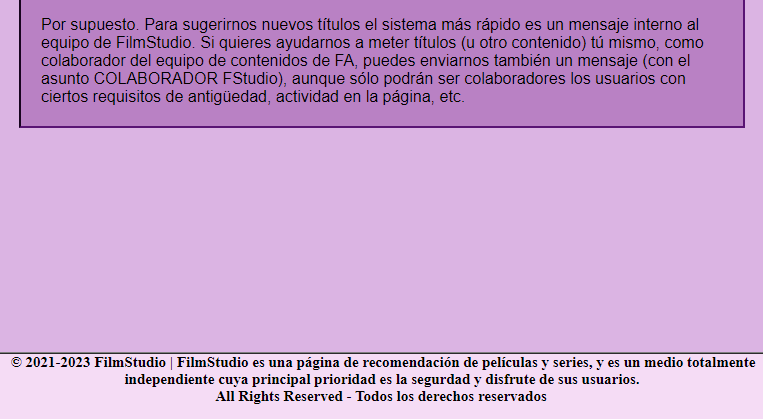 Por supuesto. Para sugerirnos nuevos títulos el sistema más rápido es un mensaje interno al
equipo de FilmStudio. Si quieres ayudarnos a meter títulos (u otro contenido) tú mismo, como
colaborador del equipo de contenidos de FA, puedes enviarnos también un mensaje (con el
asunto COLABORADOR FStudio), aunque sólo podrán ser colaboradores los usuarios con
ciertos requisitos de antigüedad, actividad en la página, etc.
© 2021-2023 FilmStudio | FilmStudio es una página de recomendación de películas y series, y es un medio totalmente
independiente cuya principal prioridad es la segurdad y disfrute de sus usuarios.
All Rights Reserved - Todos los derechos reservados